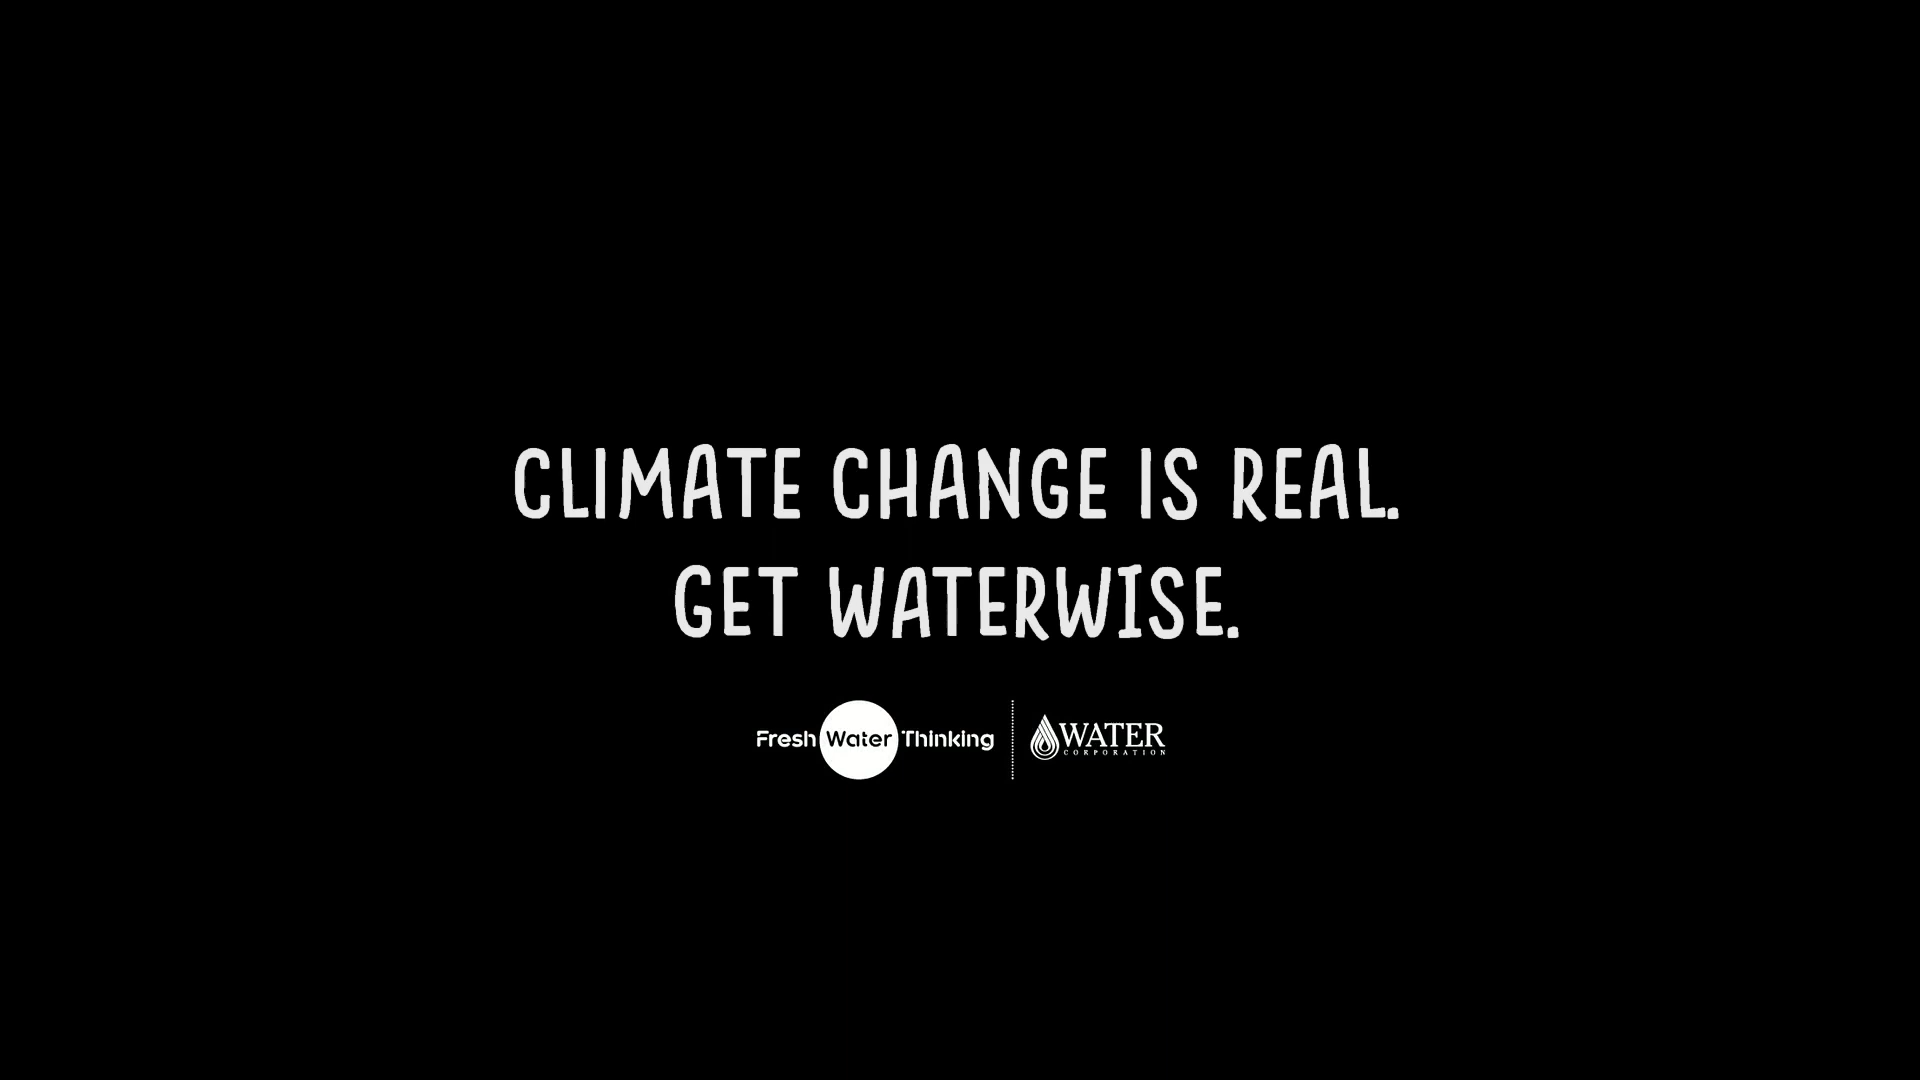 CLIMATE CHANGE IS REAL.
GET WATERWISE.
Fresh Water Thinking
WATER
CORPORATION